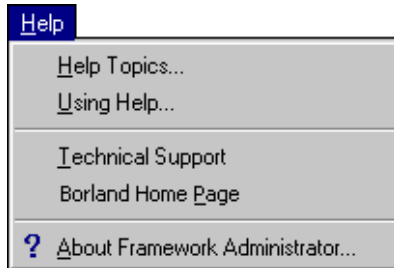 Help
Help Topics...
Using Help...
Technical Support
Borland Home Page
? About Framework Administrator...